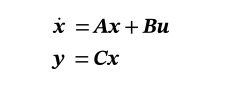 ẋ = Ax + Bu
y = Cx